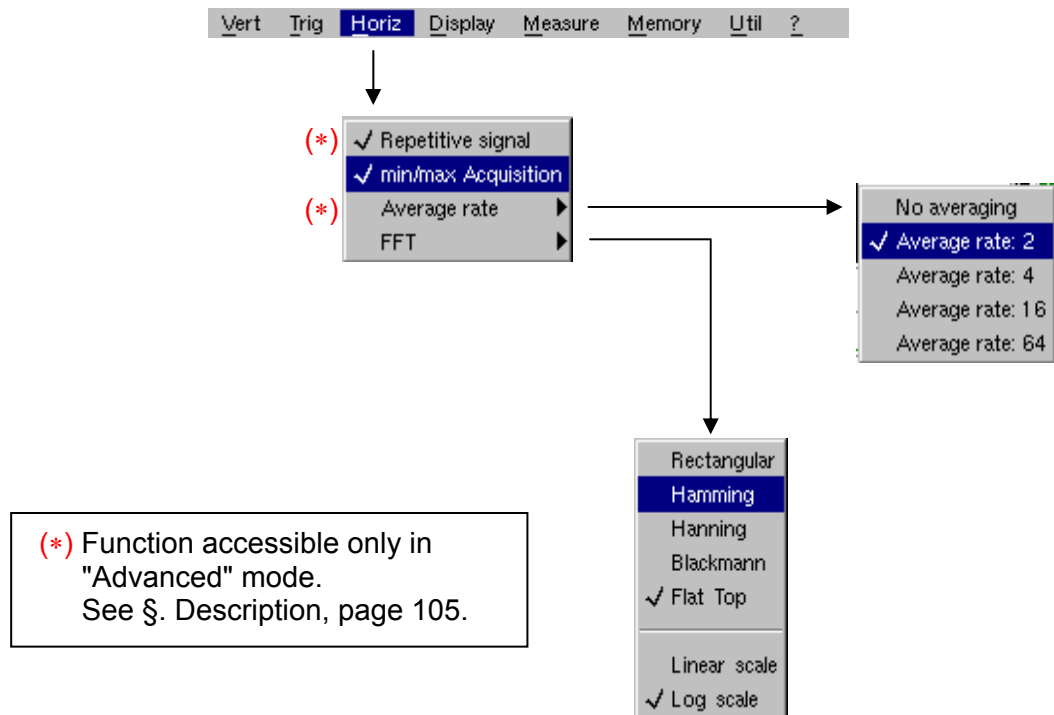 Vert Trig Horiz Display Measure Memory Util ?
(*) ✓ Repetitive signal
✓ min/max Acquisition
(*) Average rate
FFT
No averaging
✓ Average rate: 2
Average rate: 4
Average rate: 16
Average rate: 64
Rectangular
Hamming
Hanning
Blackmann
✓ Flat Top
Linear scale
✓ Log scale
(*) Function accessible only in
"Advanced" mode.
See §. Description, page 105.